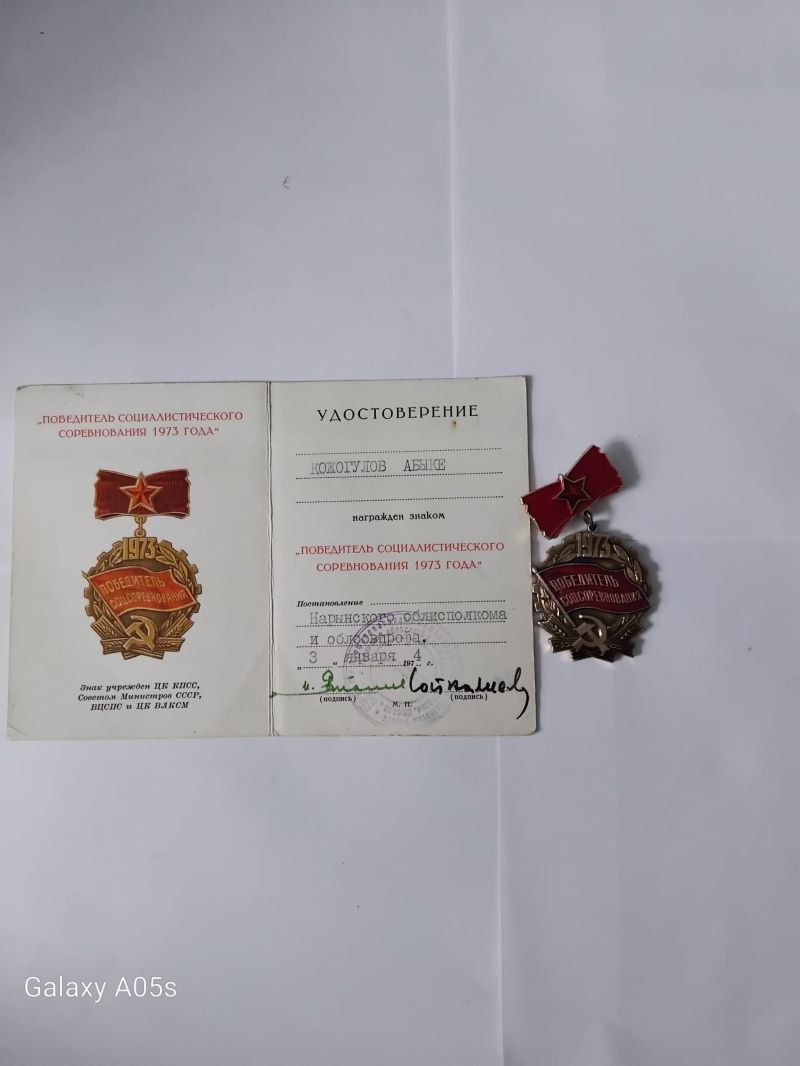 „ПОБЕДИТЕЛЬ СОЦИАЛИСТИЧЕСКОГО
СОРЕВНОВАНИЯ 1973 ГОДА“
1973
ПОБЕДИТЕЛЬ
СОЦСОРЕВНОВАНИЯ
Знак учрежден ЦК КПСС,
Советом Министров СССР,
ВЦСПС и ЦК ВЛКСМ
УДОСТОВЕРЕНИЕ
КОЖОГУЛОВ АБЫКЕ
награжден знаком
„ПОБЕДИТЕЛЬ СОЦИАЛИСТИЧЕСКОГО
СОРЕВНОВАНИЯ 1973 ГОДА“
Постановление
Нарынского облисполкома
и облсовпрофа.
„ 3 “ января 197 4 г.
(подпись) (подпись)
М. П.
1973
ПОБЕДИТЕЛЬ
СОЦСОРЕВНОВАНИЯ
Galaxy A05s